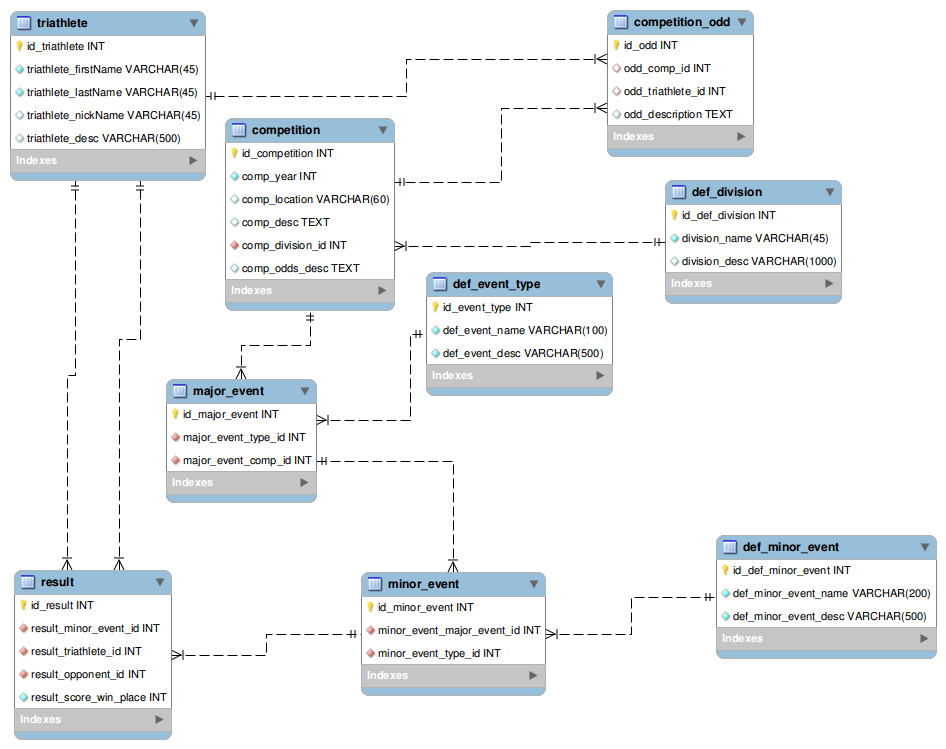 triathlete
id_triathlete INT
triathlete_firstName VARCHAR(45)
triathlete_lastName VARCHAR(45)
triathlete_nickName VARCHAR(45)
triathlete_desc VARCHAR(500)
Indexes
competition_odd
id_odd INT
odd_comp_id INT
odd_triathlete_id INT
odd_description TEXT
Indexes
competition
id_competition INT
comp_year INT
comp_location VARCHAR(60)
comp_desc TEXT
comp_division_id INT
comp_odds_desc TEXT
Indexes
def_division
id_def_division INT
division_name VARCHAR(45)
division_desc VARCHAR(1000)
Indexes
def_event_type
id_event_type INT
def_event_name VARCHAR(100)
def_event_desc VARCHAR(500)
Indexes
major_event
id_major_event INT
major_event_type_id INT
major_event_comp_id INT
Indexes
result
id_result INT
result_minor_event_id INT
result_triathlete_id INT
result_opponent_id INT
result_score_win_place INT
Indexes
minor_event
id_minor_event INT
minor_event_major_event_id INT
minor_event_type_id INT
Indexes
def_minor_event
id_def_minor_event INT
def_minor_event_name VARCHAR(200)
def_minor_event_desc VARCHAR(500)
Indexes